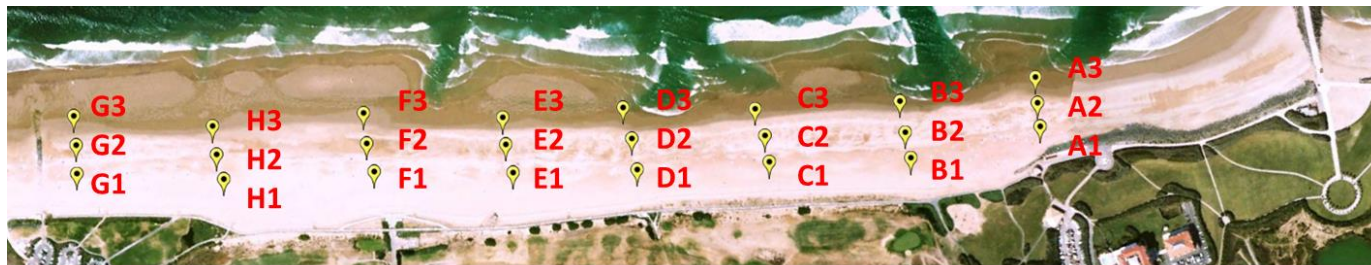 G3 H3 F3 E3 D3 C3 B3 A3
G2 H2 F2 E2 D2 C2 B2 A2
G1 H1 F1 E1 D1 C1 B1 A1